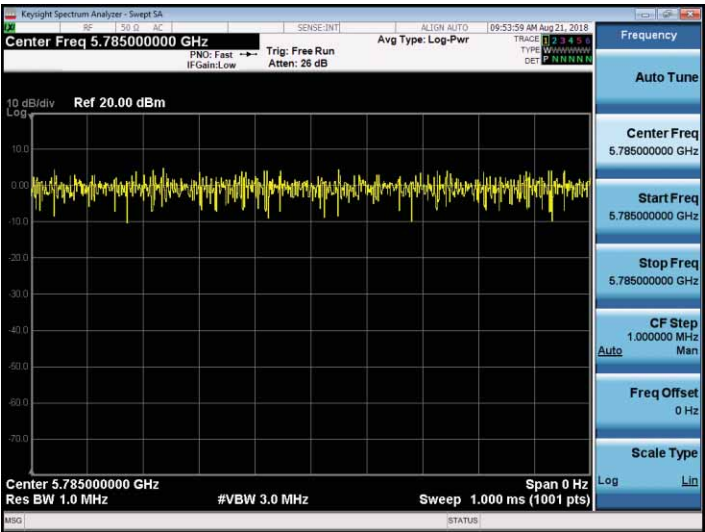 Keysight Spectrum Analyzer - Swept SA
RF 50 Ω AC SENSE:INT ALIGN AUTO 09:53:59 AM Aug 21, 2018
Center Freq 5.785000000 GHz
PNO: Fast
IFGain:Low
Trig: Free Run
Atten: 26 dB
Avg Type: Log-Pwr
TRACE 1 2 3 4 5 6
TYPE WWWWWW
DET P N N N N N
10 dB/div
Log
Ref 20.00 dBm
10.0
0.00
-10.0
-20.0
-30.0
-40.0
-50.0
-60.0
-70.0
Center 5.785000000 GHz
Span 0 Hz
Res BW 1.0 MHz
#VBW 3.0 MHz
Sweep 1.000 ms (1001 pts)
MSG
STATUS
Frequency
Auto Tune
Center Freq
5.785000000 GHz
Start Freq
5.785000000 GHz
Stop Freq
5.785000000 GHz
CF Step
1.000000 MHz
Auto Man
Freq Offset
0 Hz
Scale Type
Log Lin